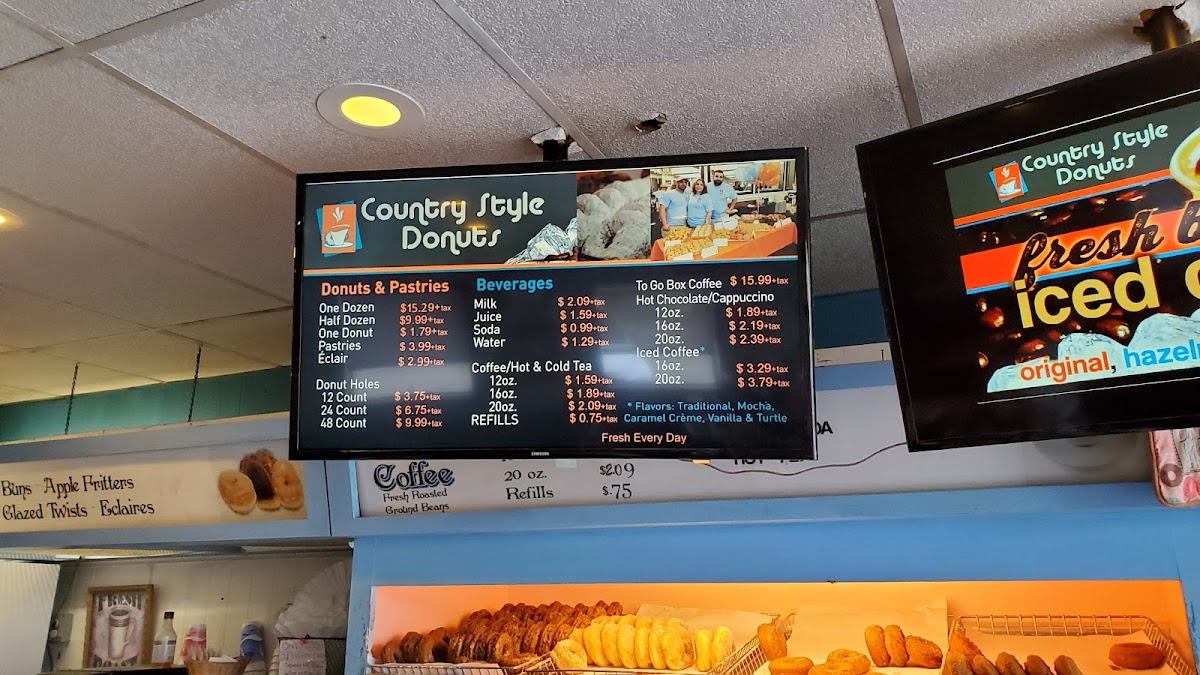 Country Style
Donuts
Donuts & Pastries
One Dozen $15.29+tax
Half Dozen $9.99+tax
One Donut $1.79+tax
Pastries $3.99+tax
Éclair $2.99+tax
Donut Holes
12 Count $3.75+tax
24 Count $6.75+tax
48 Count $9.99+tax
Beverages
Milk $2.09+tax
Juice $1.59+tax
Soda $0.99+tax
Water $1.29+tax
Coffee/Hot & Cold Tea
12oz. $1.59+tax
16oz. $1.89+tax
20oz. $2.09+tax
REFILLS $0.75+tax
To Go Box Coffee $15.99+tax
Hot Chocolate/Cappuccino
12oz. $1.89+tax
16oz. $2.19+tax
20oz. $2.39+tax
Iced Coffee*
16oz. $3.29+tax
20oz. $3.79+tax
* Flavors: Traditional, Mocha,
Caramel Crème, Vanilla & Turtle
Fresh Every Day
SAMSUNG
Country Style
Donuts
fresh b
iced c
original, hazeln
Buns · Apple Fritters
Glazed Twists · Eclaires
Coffee
Fresh Roasted
Ground Beans
20 oz. $2.09
Refills $.75
DA
FRESH